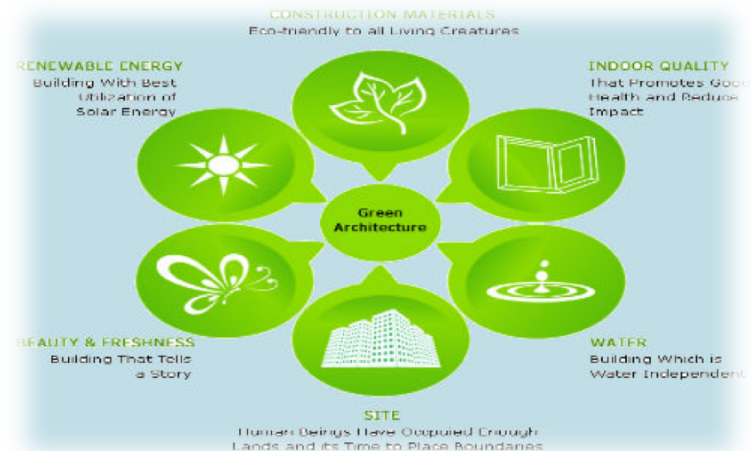 CONSTRUCTION MATERIALS
Eco-friendly to all Living Creatures
RENEWABLE ENERGY
Building With Best
Utilization of
Solar Energy
INDOOR QUALITY
That Promotes Good
Health and Reduce
Impact
Green
Architecture
BEAUTY & FRESHNESS
Building That Tells
a Story
WATER
Building Which is
Water Independent
SITE
Human Beings Have Occupied Enough
Lands and its Time to Place Boundaries